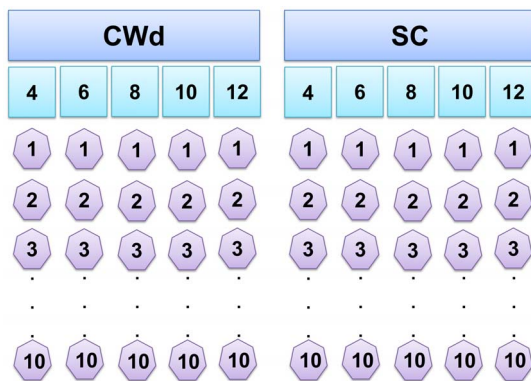 CWd SC
4 6 8 10 12 4 6 8 10 12
1 1 1 1 1 1 1 1 1 1
2 2 2 2 2 2 2 2 2 2
3 3 3 3 3 3 3 3 3 3
. . . . . . . . . .
. . . . . . . . . .
. . . . . . . . . .
10 10 10 10 10 10 10 10 10 10